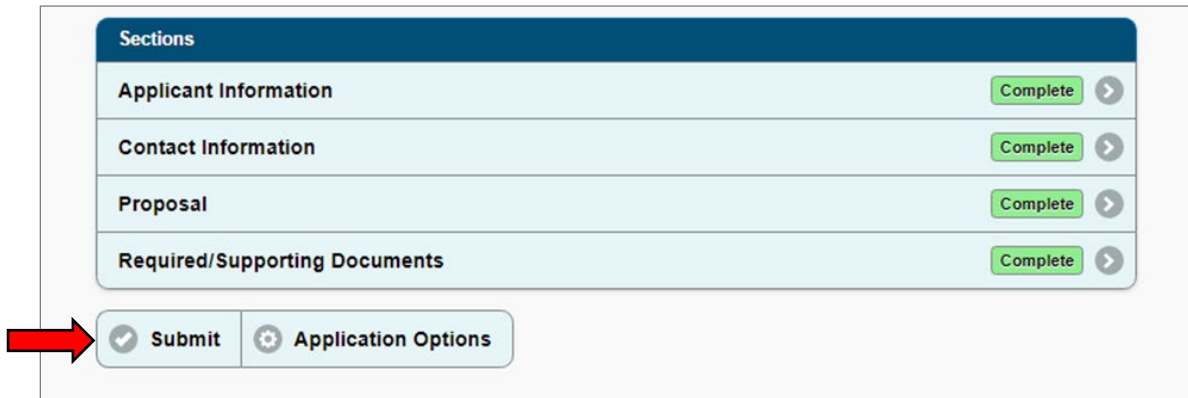 Sections
Applicant Information Complete
Contact Information Complete
Proposal Complete
Required/Supporting Documents Complete
Submit Application Options